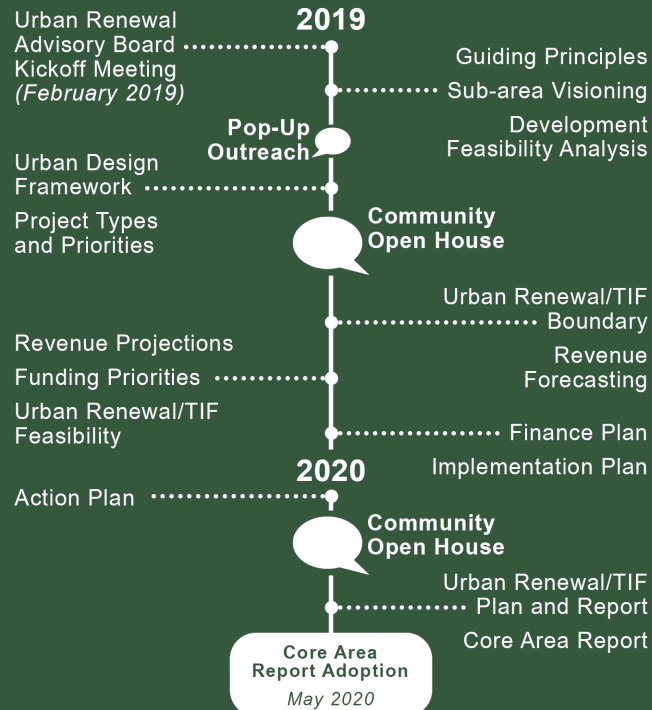 2019
Urban Renewal
Advisory Board
Kickoff Meeting
(February 2019)
Guiding Principles
Sub-area Visioning
Development
Feasibility Analysis
Pop-Up
Outreach
Urban Design
Framework
Project Types
and Priorities
Community
Open House
Urban Renewal/TIF
Boundary
Revenue
Forecasting
Revenue Projections
Funding Priorities
Urban Renewal/TIF
Feasibility
Finance Plan
Implementation Plan
2020
Action Plan
Community
Open House
Urban Renewal/TIF
Plan and Report
Core Area Report
Core Area
Report Adoption
May 2020